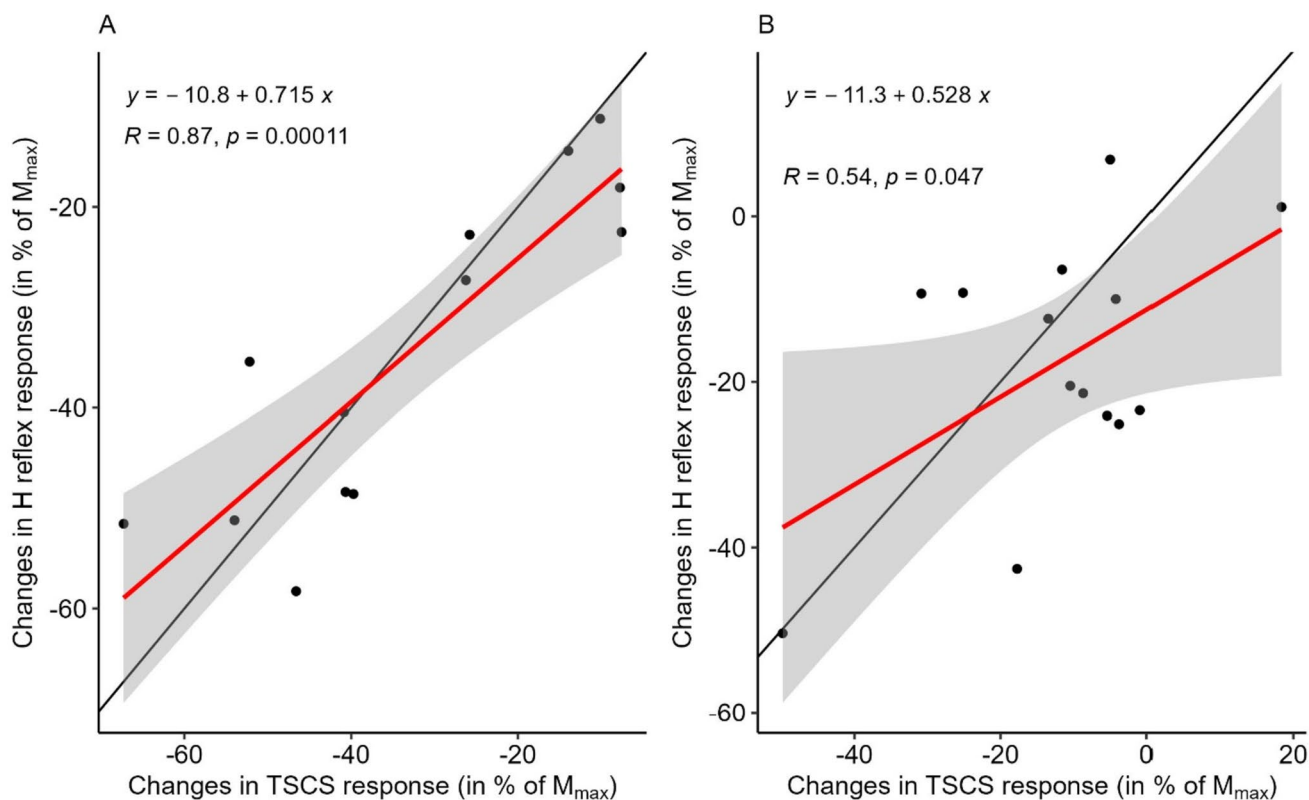 A
y = − 10.8 + 0.715 x
R = 0.87, p = 0.00011
Changes in H reflex response (in % of Mmax)
-20
-40
-60
-60 -40 -20
Changes in TSCS response (in % of Mmax)
B
y = − 11.3 + 0.528 x
R = 0.54, p = 0.047
Changes in H reflex response (in % of Mmax)
0
-20
-40
-60
-40 -20 0 20
Changes in TSCS response (in % of Mmax)